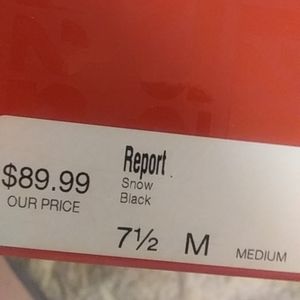 Report
Snow
Black
$89.99
OUR PRICE
7½ M MEDIUM